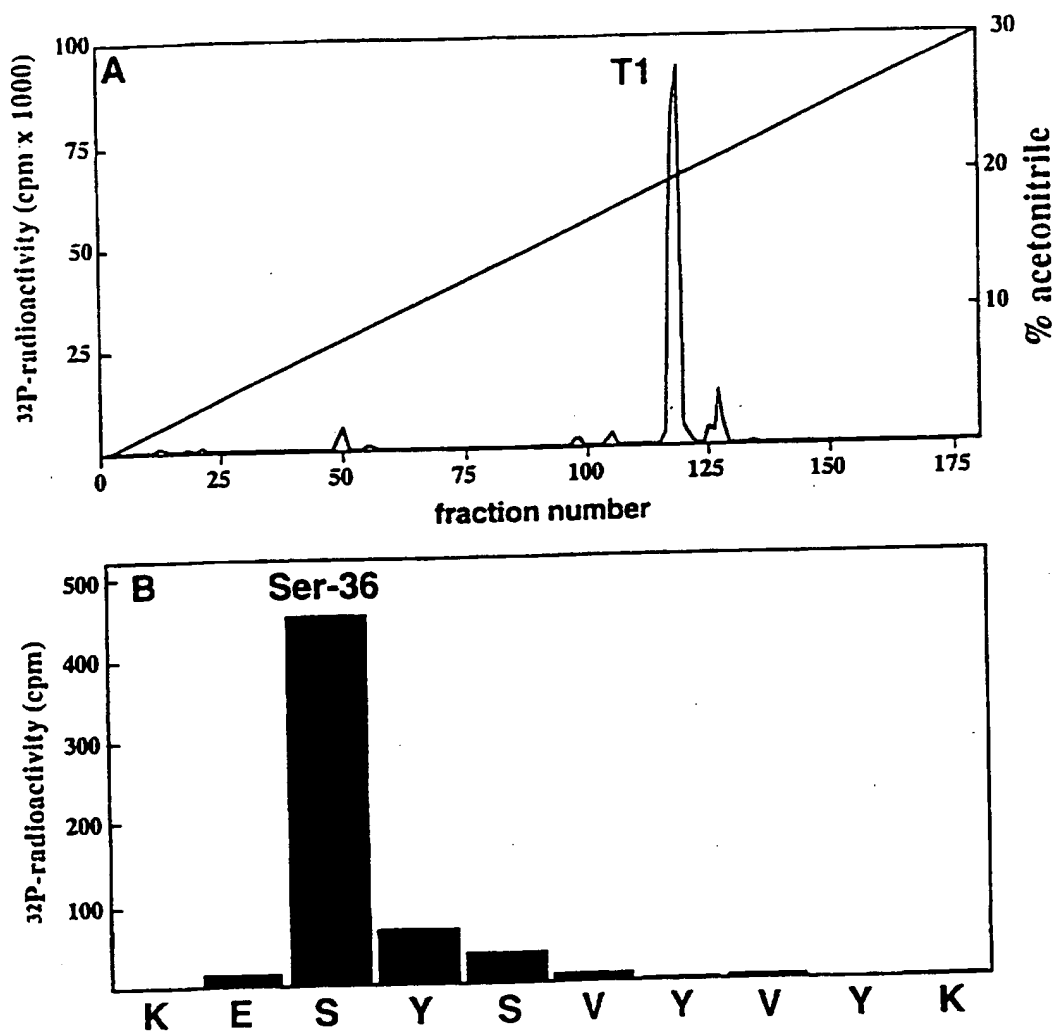 A
T1
100
75
50
25
32P-radioactivity (cpm x 1000)
30
20
10
% acetonitrile
0 25 50 75 100 125 150 175
fraction number
B
Ser-36
500
400
300
200
100
32P-radioactivity (cpm)
K E S Y S V Y V Y K